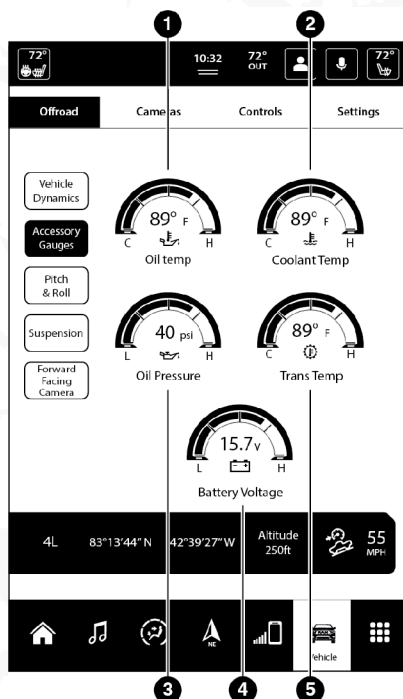 1 2
72° 10:32 72° OUT 72°
Offroad Cameras Controls Settings
Vehicle
Dynamics
Accessory
Gauges
Pitch
& Roll
Suspension
Forward
Facing
Camera
89° F
C H
Oil temp
89° F
C H
Coolant Temp
40 psi
L H
Oil Pressure
89° F
C H
Trans Temp
15.7v
L H
Battery Voltage
4L 83°13'44"N 42°39'27"W Altitude
250ft
55
MPH
NE
Vehicle
3 4 5